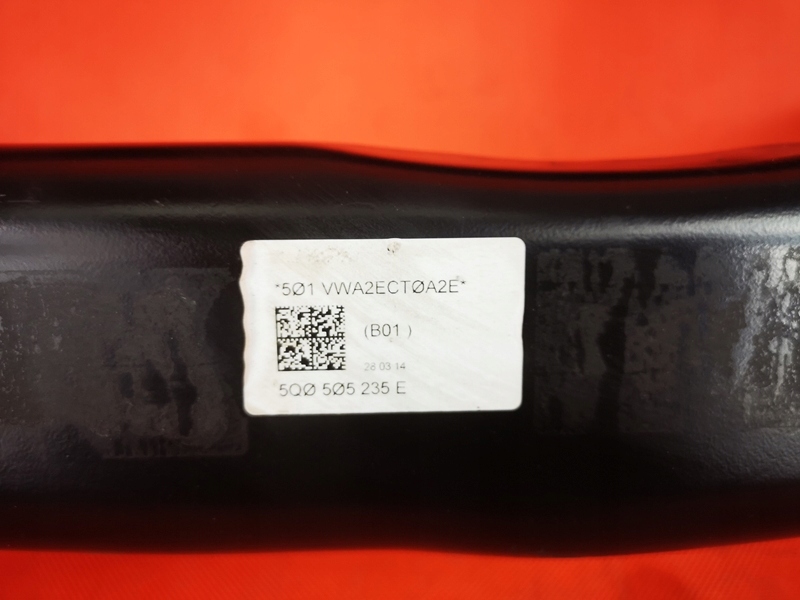 *5Ø1 VWA2ECTØA2E*
(B01 )
28 03 14
5QØ 5Ø5 235 E